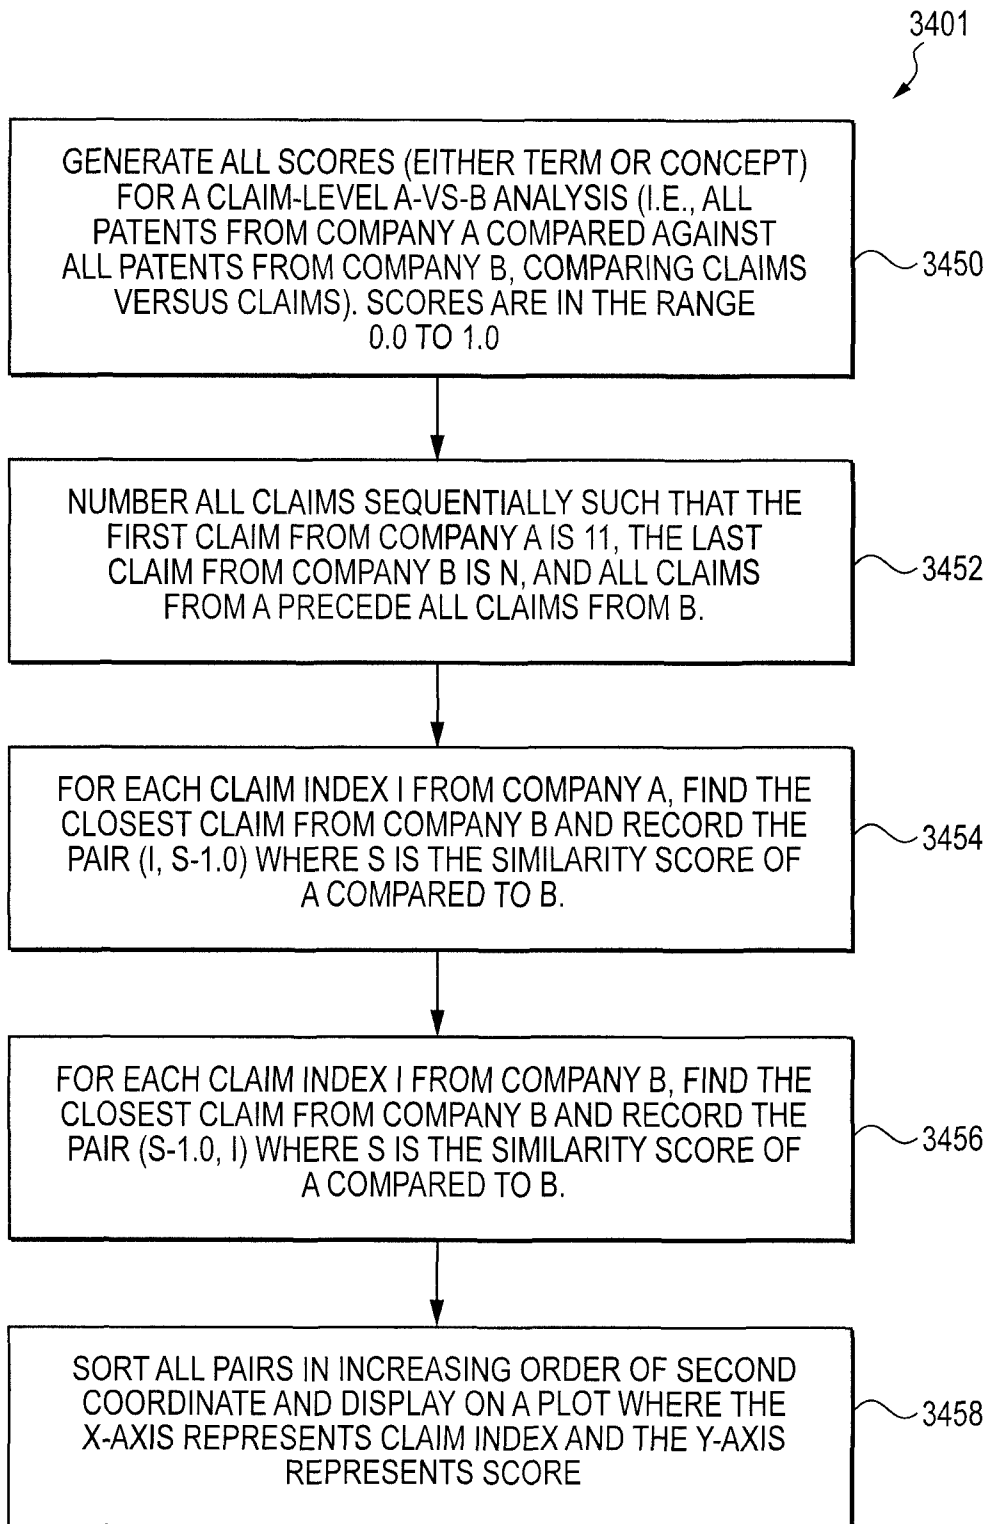 3401
GENERATE ALL SCORES (EITHER TERM OR CONCEPT)
FOR A CLAIM-LEVEL A-VS-B ANALYSIS (I.E., ALL
PATENTS FROM COMPANY A COMPARED AGAINST
ALL PATENTS FROM COMPANY B, COMPARING CLAIMS
VERSUS CLAIMS). SCORES ARE IN THE RANGE
0.0 TO 1.0
3450
NUMBER ALL CLAIMS SEQUENTIALLY SUCH THAT THE
FIRST CLAIM FROM COMPANY A IS 11, THE LAST
CLAIM FROM COMPANY B IS N, AND ALL CLAIMS
FROM A PRECEDE ALL CLAIMS FROM B.
3452
FOR EACH CLAIM INDEX I FROM COMPANY A, FIND THE
CLOSEST CLAIM FROM COMPANY B AND RECORD THE
PAIR (I, S-1.0) WHERE S IS THE SIMILARITY SCORE OF
A COMPARED TO B.
3454
FOR EACH CLAIM INDEX I FROM COMPANY B, FIND THE
CLOSEST CLAIM FROM COMPANY B AND RECORD THE
PAIR (S-1.0, I) WHERE S IS THE SIMILARITY SCORE OF
A COMPARED TO B.
3456
SORT ALL PAIRS IN INCREASING ORDER OF SECOND
COORDINATE AND DISPLAY ON A PLOT WHERE THE
X-AXIS REPRESENTS CLAIM INDEX AND THE Y-AXIS
REPRESENTS SCORE
3458